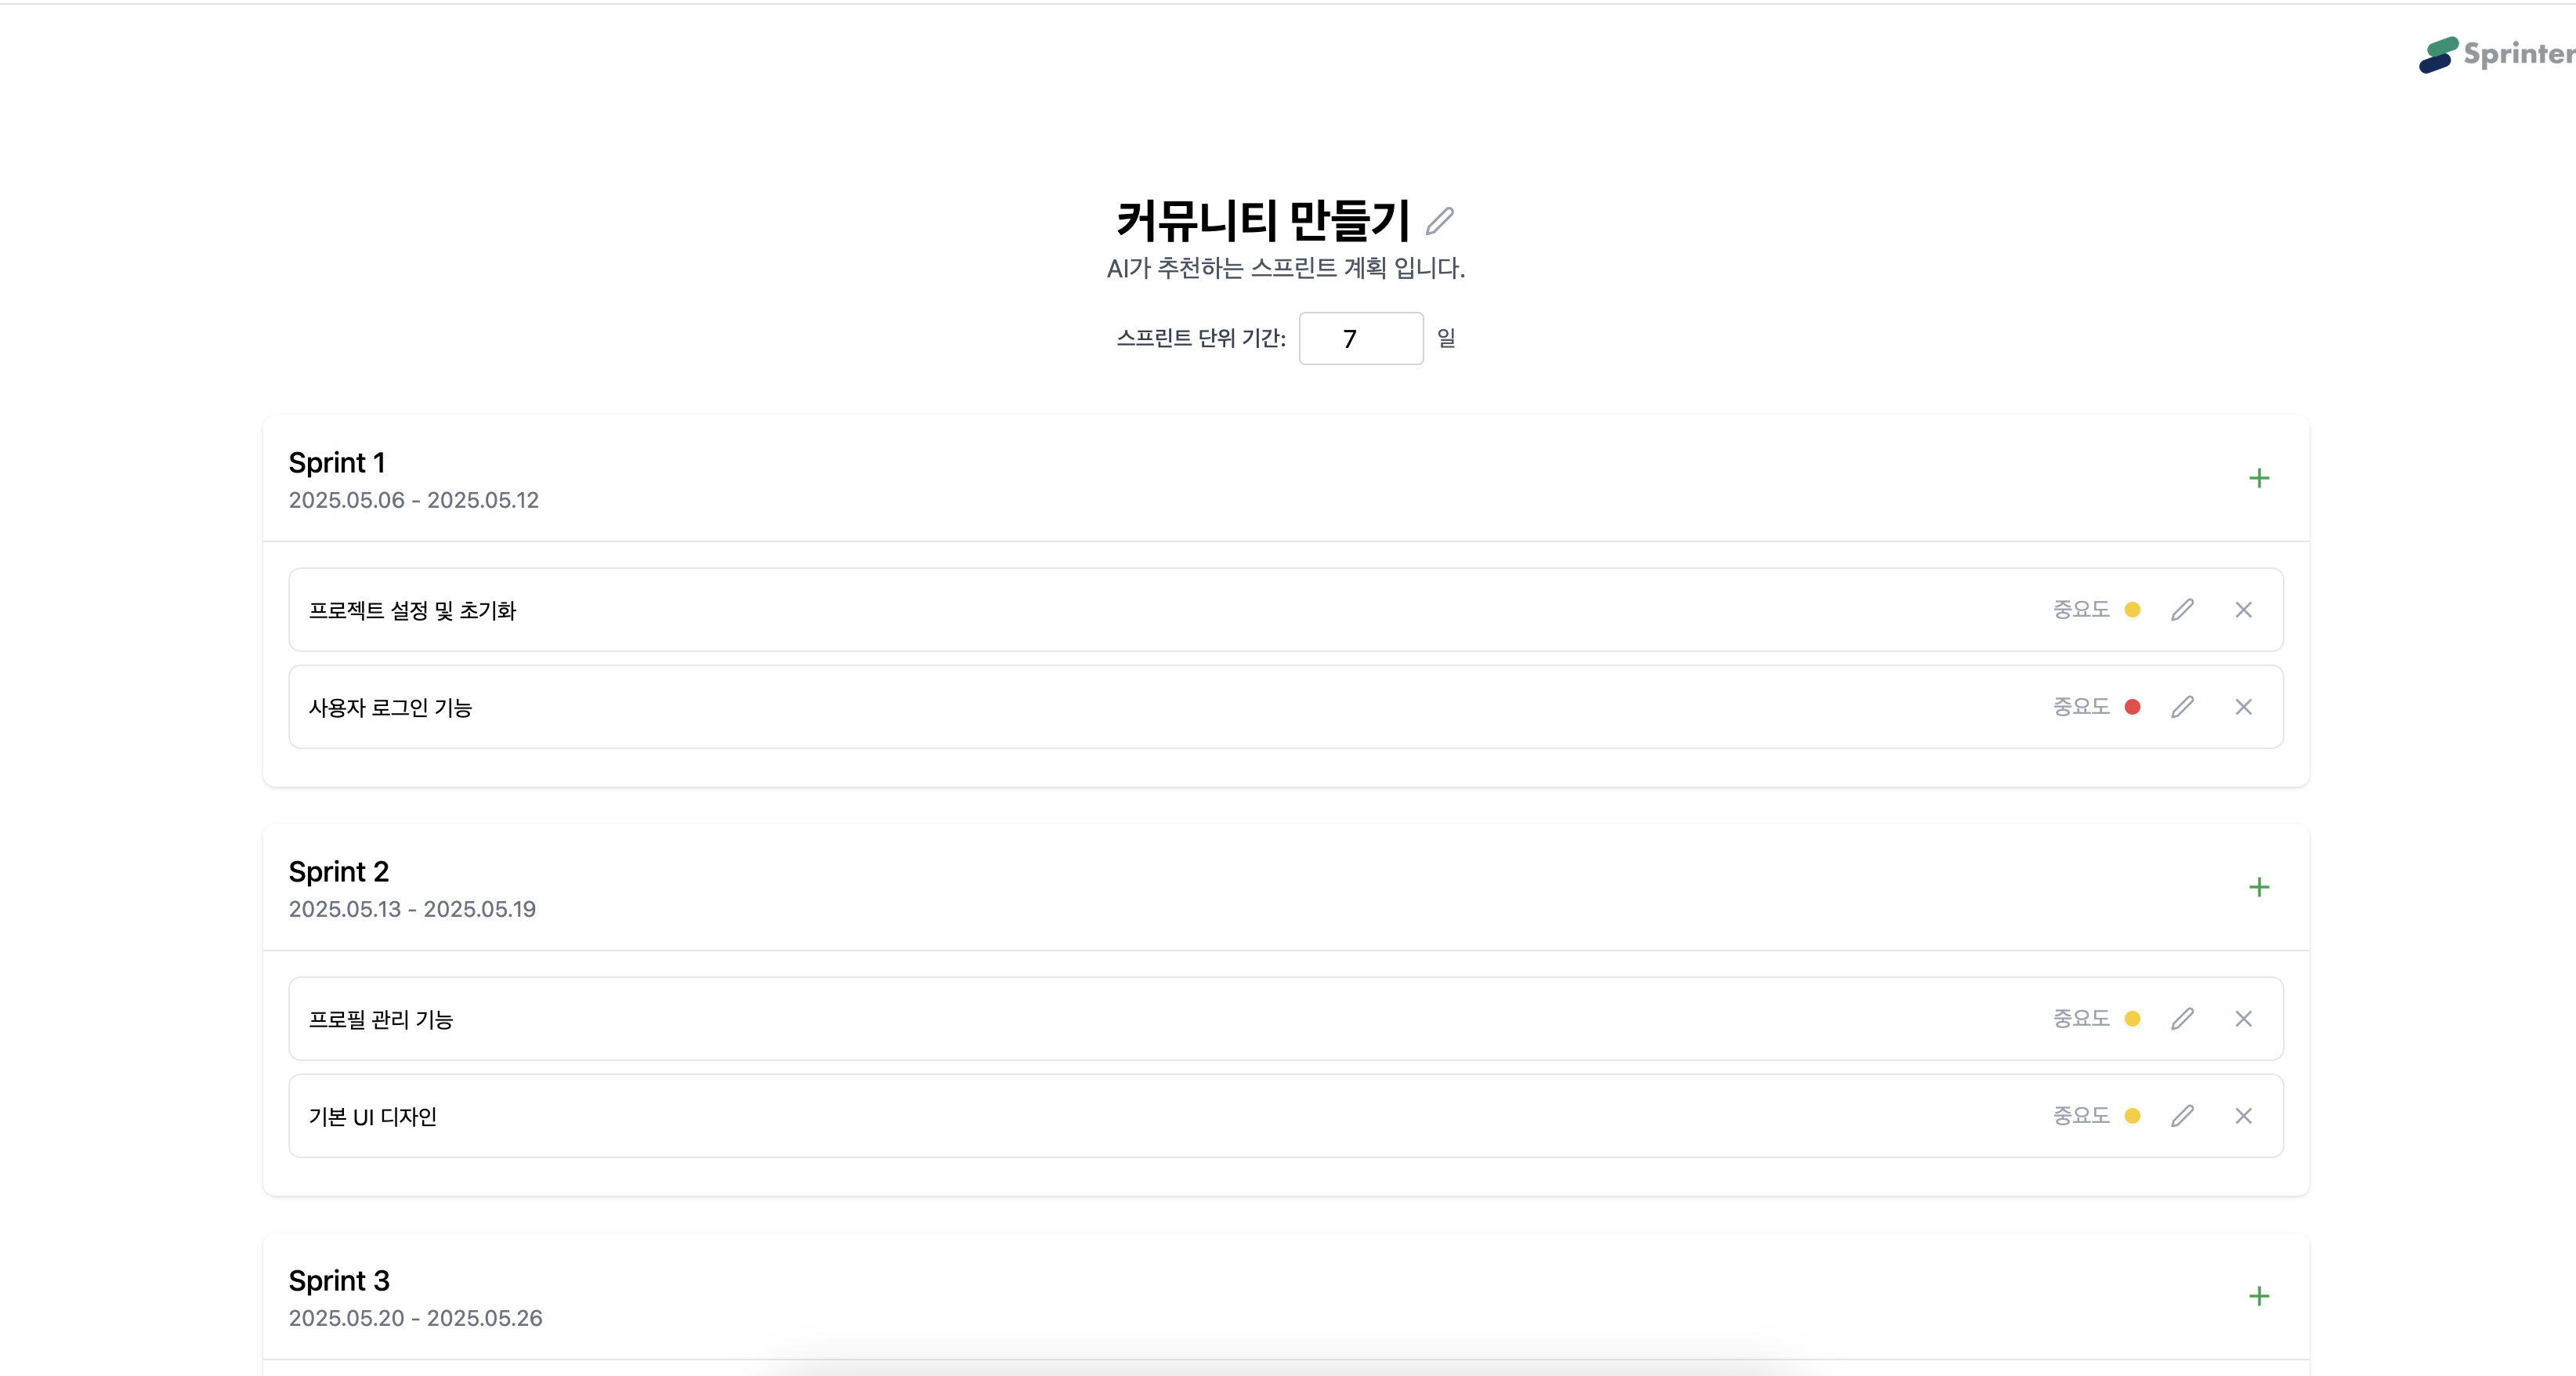 Sprinter
커뮤니티 만들기
AI가 추천하는 스프린트 계획 입니다.
스프린트 단위 기간: 7 일
Sprint 1
2025.05.06 - 2025.05.12
프로젝트 설정 및 초기화 중요도
사용자 로그인 기능 중요도
Sprint 2
2025.05.13 - 2025.05.19
프로필 관리 기능 중요도
기본 UI 디자인 중요도
Sprint 3
2025.05.20 - 2025.05.26